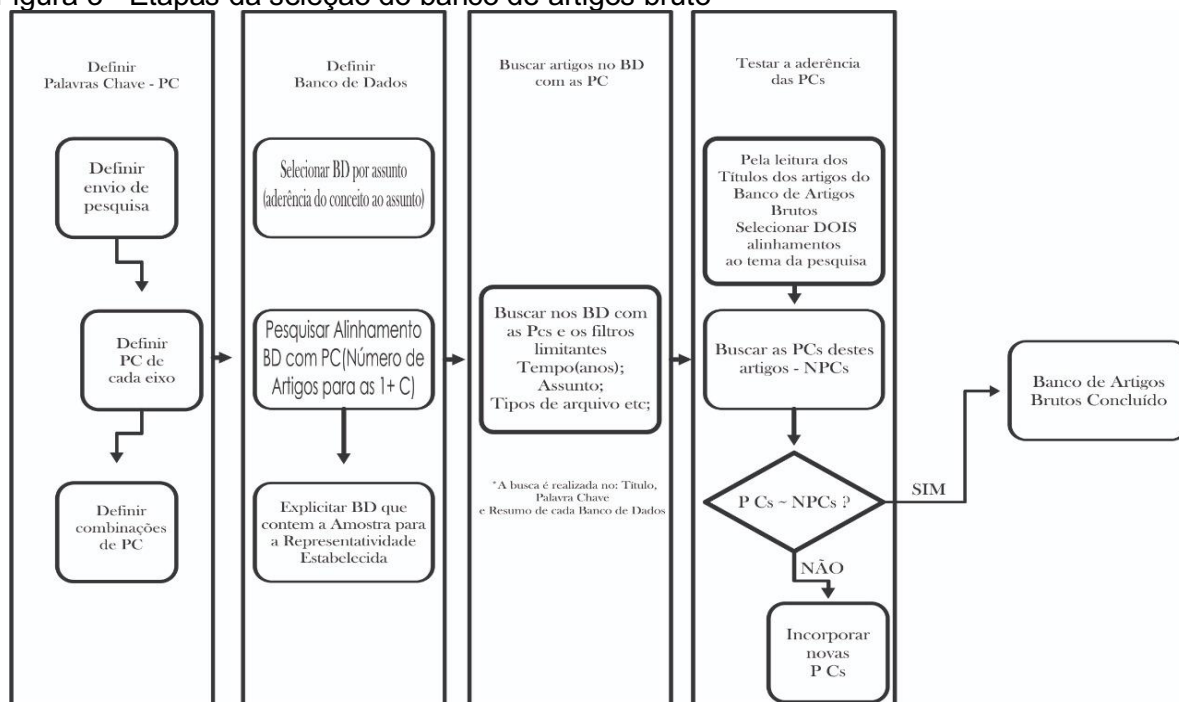 Figura 6 - Etapas da seleção do banco de artigos bruto
Definir
Palavras Chave - PC
Definir
envio de
pesquisa
Definir
PC de
cada eixo
Definir
combinações
de PC
Definir
Banco de Dados
Selecionar BD por assunto
(aderência do conceito ao assunto)
Pesquisar Alinhamento
BD com PC(Número de
Artigos para as 1+ C)
Explicitar BD que
contem a Amostra para
a Representatividade
Estabelecida
Buscar artigos no BD
com as PC
Buscar nos BD com
as Pcs e os filtros
limitantes
Tempo(anos);
Assunto;
Tipos de arquivo etc;
*A busca é realizada no: Título,
Palavra Chave
e Resumo de cada Banco de Dados
Testar a aderência
das PCs
Pela leitura dos
Títulos dos artigos do
Banco de Artigos
Brutos
Selecionar DOIS
alinhamentos
ao tema da pesquisa
Buscar as PCs destes
artigos - NPCs
P Cs ~ NPCs ?
SIM
NÃO
Incorporar
novas
P Cs
Banco de Artigos
Brutos Concluído